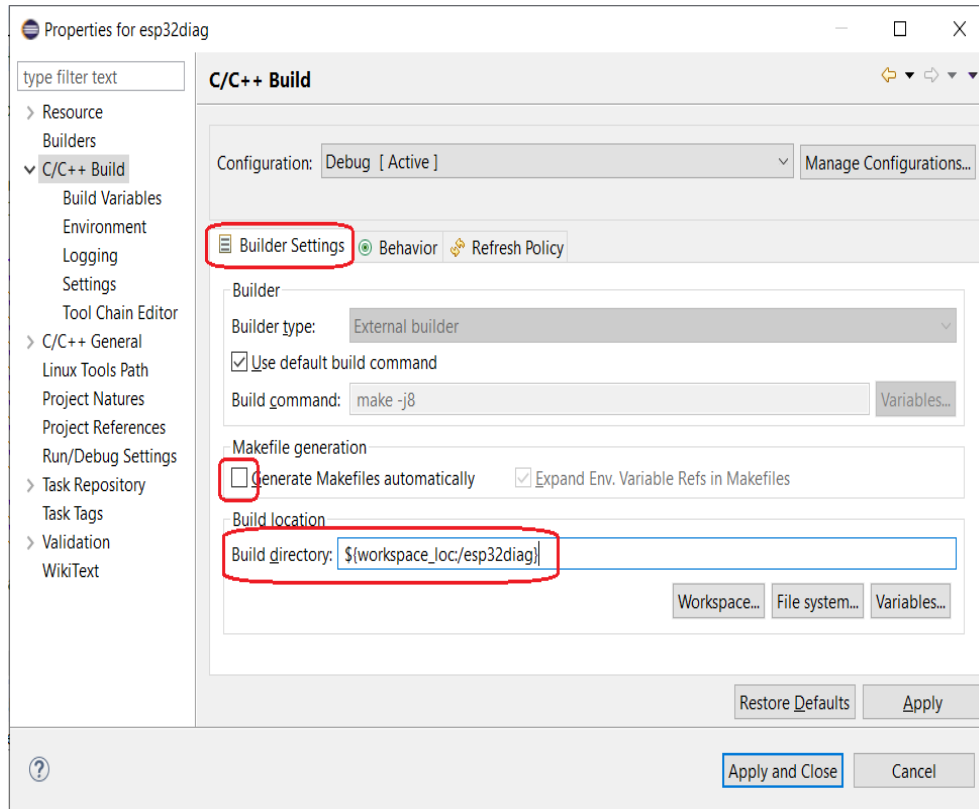 Properties for esp32diag
type filter text
C/C++ Build
Resource
Builders
C/C++ Build
Build Variables
Environment
Logging
Settings
Tool Chain Editor
C/C++ General
Linux Tools Path
Project Natures
Project References
Run/Debug Settings
Task Repository
Task Tags
Validation
WikiText
Configuration: Debug [ Active ] Manage Configurations...
Builder Settings Behavior Refresh Policy
Builder
Builder type: External builder
Use default build command
Build command: make -j8 Variables...
Makefile generation
Generate Makefiles automatically Expand Env. Variable Refs in Makefiles
Build location
Build directory: ${workspace_loc:/esp32diag}
Workspace... File system... Variables...
Restore Defaults Apply
Apply and Close Cancel